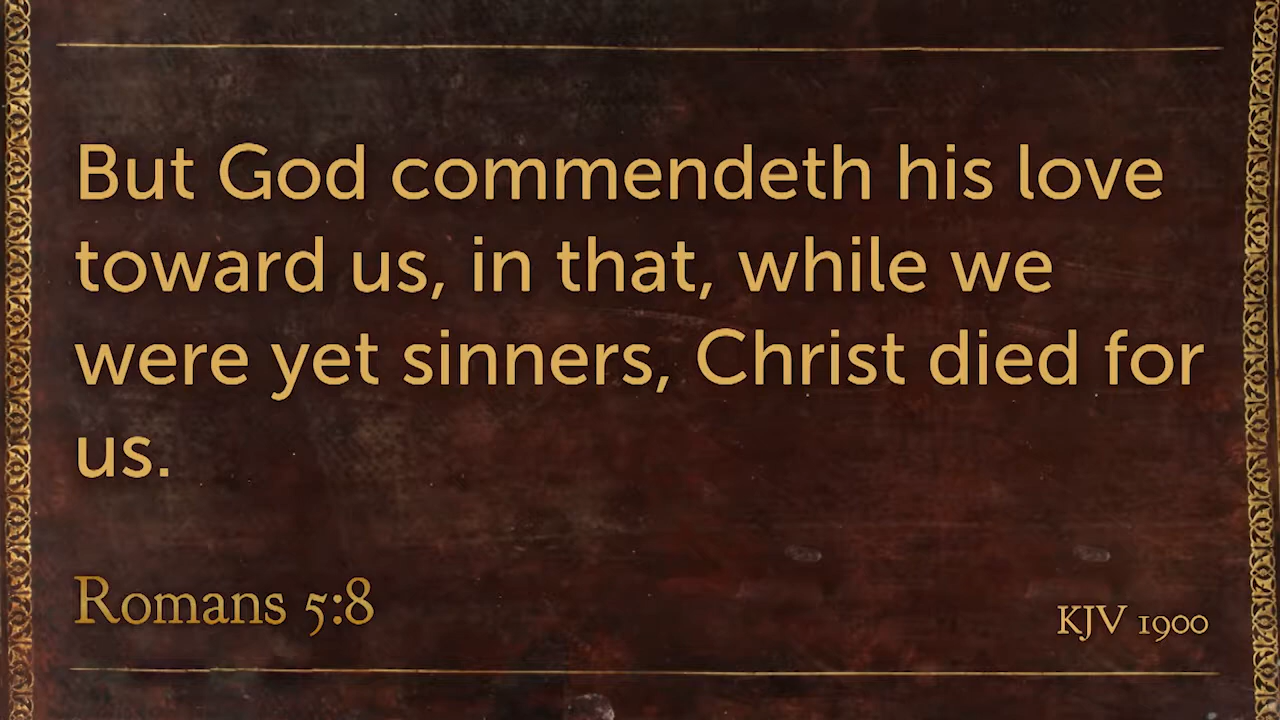 But God commendeth his love
toward us, in that, while we
were yet sinners, Christ died for
us.
Romans 5:8
KJV 1900